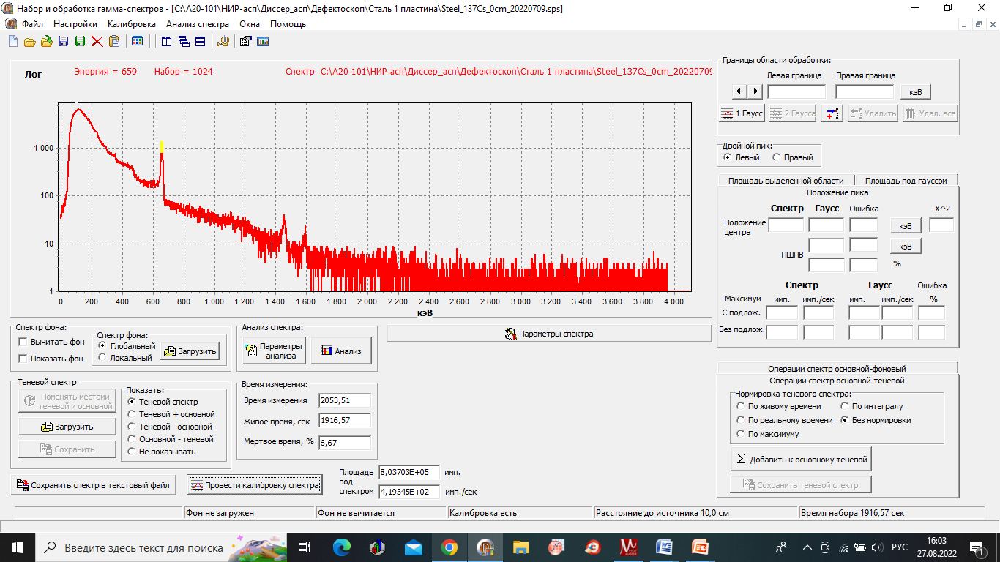 Набор и обработка гамма-спектров - [C:\A20-101\НИР-асп\Диссер_асп\Дефектоскоп\Сталь 1 пластина\Steel_137Cs_0cm_20220709.sps]
Файл Настройки Калибровка Анализ спектра Окна Помощь
Лог Энергия = 659 Набор = 1024 Спектр C:\A20-101\НИР-асп\Диссер_асп\Дефектоскоп\Сталь 1 пластина\Steel_137Cs_0cm_20220709
1 000
100
10
1
0 200 400 600 800 1 000 1 200 1 400 1 600 1 800 2 000 2 200 2 400 2 600 2 800 3 000 3 200 3 400 3 600 3 800 4 000
кэВ
Границы области обработки:
Левая граница Правая граница
кэВ
1 Гаусс 2 Гаусса Удалить Удал. все
Двойной пик:
Левый Правый
Площадь выделенной области Площадь под гауссом
Положение пика
Спектр Гаусс Ошибка X^2
Положение центра кэВ
ПШПВ кэВ
%
Спектр Гаусс Ошибка
Максимум имп. имп./сек имп. имп./сек %
С подлож.
Без подлож.
Спектр фона:
Вычитать фон
Показать фон
Спектр фона:
Глобальный
Локальный
Загрузить
Анализ спектра:
Параметры
анализа
Анализ
Параметры спектра
Теневой спектр
Поменять местами
теневой и основной
Загрузить
Сохранить
Показать:
Теневой спектр
Теневой + основной
Теневой - основной
Основной - теневой
Не показывать
Время измерения:
Время измерения 2053,51
Живое время, сек 1916,57
Мертвое время, % 6,67
Операции спектр основной-фоновый
Операции спектр основной-теневой
Нормировка теневого спектра:
По живому времени По интегралу
По реальному времени Без нормировки
По максимуму
Добавить к основному теневой
Сохранить теневой спектр
Сохранить спектр в текстовый файл
Провести калибровку спектра
Площадь
под
спектром
8,03703E+05 имп.
4,19345E+02 имп./сек
Фон не загружен Фон не вычитается Калибровка есть Расстояние до источника 10,0 см Время набора 1916,57 сек
Введите здесь текст для поиска
РУС
16:03
27.08.2022